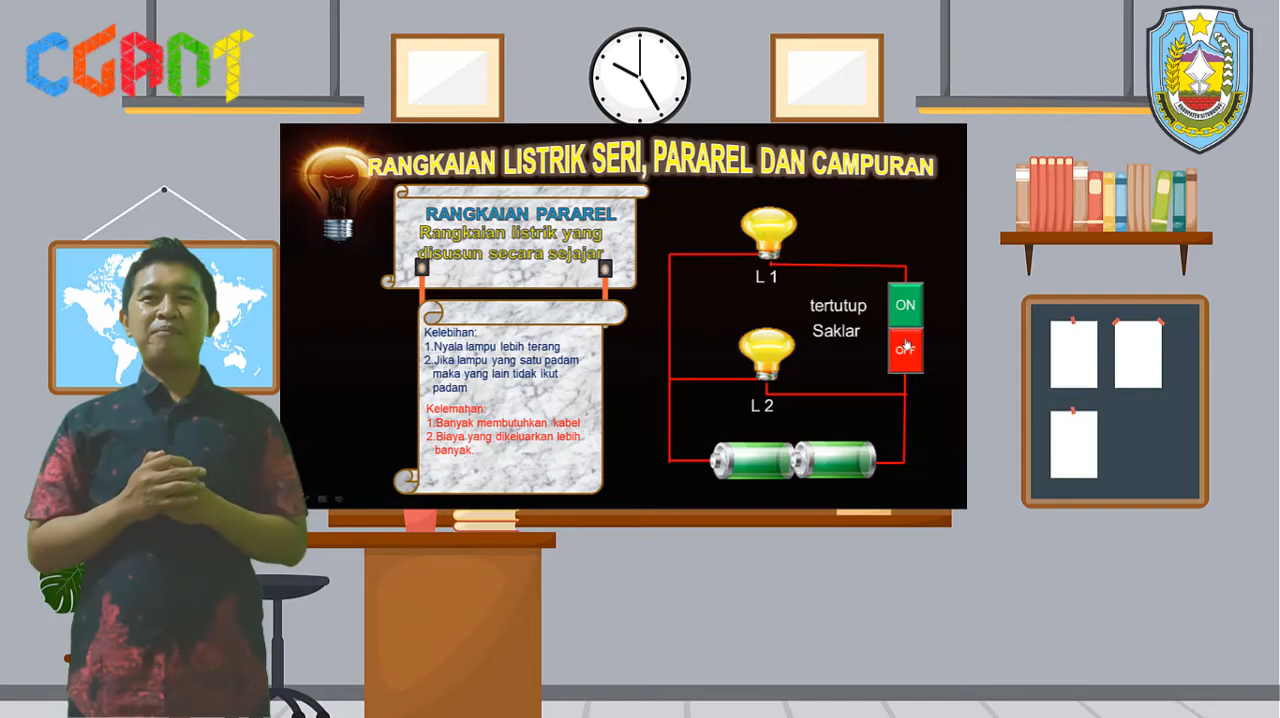 CGANT
KABUPATEN SITUBONDO
RANGKAIAN LISTRIK SERI, PARAREL DAN CAMPURAN
RANGKAIAN PARAREL
Rangkaian listrik yang
disusun secara sejajar
Kelebihan:
1.Nyala lampu lebih terang
2.Jika lampu yang satu padam
maka yang lain tidak ikut
padam
Kelemahan:
1.Banyak membutuhkan kabel
2.Biaya yang dikeluarkan lebih
banyak.
L 1
tertutup
Saklar
ON
OFF
L 2